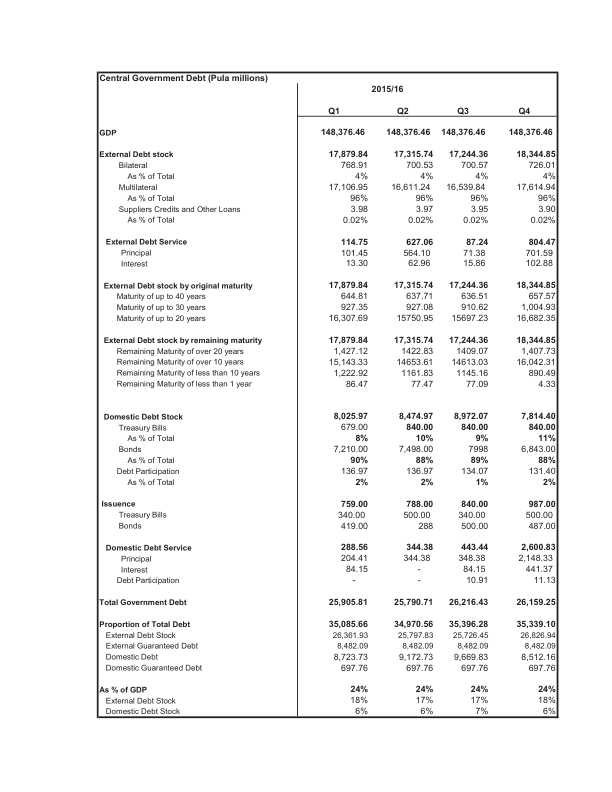 Central Government Debt (Pula millions)
2015/16
Q1 Q2 Q3 Q4
GDP 148,376.46 148,376.46 148,376.46 148,376.46
External Debt stock 17,879.84 17,315.74 17,244.36 18,344.85
Bilateral 768.91 700.53 700.57 726.01
As % of Total 4% 4% 4% 4%
Multilateral 17,106.95 16,611.24 16,539.84 17,614.94
As % of Total 96% 96% 96% 96%
Suppliers Credits and Other Loans 3.98 3.97 3.95 3.90
As % of Total 0.02% 0.02% 0.02% 0.02%
External Debt Service 114.75 627.06 87.24 804.47
Principal 101.45 564.10 71.38 701.59
Interest 13.30 62.96 15.86 102.88
External Debt stock by original maturity 17,879.84 17,315.74 17,244.36 18,344.85
Maturity of up to 40 years 644.81 637.71 636.51 657.57
Maturity of up to 30 years 927.35 927.08 910.62 1,004.93
Maturity of up to 20 years 16,307.69 15750.95 15697.23 16,682.35
External Debt stock by remaining maturity 17,879.84 17,315.74 17,244.36 18,344.85
Remaining Maturity of over 20 years 1,427.12 1422.83 1409.07 1,407.73
Remaining Maturity of over 10 years 15,143.33 14653.61 14613.03 16,042.31
Remaining Maturity of less than 10 years 1,222.92 1161.83 1145.16 890.49
Remaining Maturity of less than 1 year 86.47 77.47 77.09 4.33
Domestic Debt Stock 8,025.97 8,474.97 8,972.07 7,814.40
Treasury Bills 679.00 840.00 840.00 840.00
As % of Total 8% 10% 9% 11%
Bonds 7,210.00 7,498.00 7998 6,843.00
As % of Total 90% 88% 89% 88%
Debt Participation 136.97 136.97 134.07 131.40
As % of Total 2% 2% 1% 2%
Issuence 759.00 788.00 840.00 987.00
Treasury Bills 340.00 500.00 340.00 500.00
Bonds 419.00 288 500.00 487.00
Domestic Debt Service 288.56 344.38 443.44 2,600.83
Principal 204.41 344.38 348.38 2,148.33
Interest 84.15 - 84.15 441.37
Debt Participation - - 10.91 11.13
Total Government Debt 25,905.81 25,790.71 26,216.43 26,159.25
Proportion of Total Debt 35,085.66 34,970.56 35,396.28 35,339.10
External Debt Stock 26,361.93 25,797.83 25,726.45 26,826.94
External Guaranteed Debt 8,482.09 8,482.09 8,482.09 8,482.09
Domestic Debt 8,723.73 9,172.73 9,669.83 8,512.16
Domestic Guaranteed Debt 697.76 697.76 697.76 697.76
As % of GDP 24% 24% 24% 24%
External Debt Stock 18% 17% 17% 18%
Domestic Debt Stock 6% 6% 7% 6%